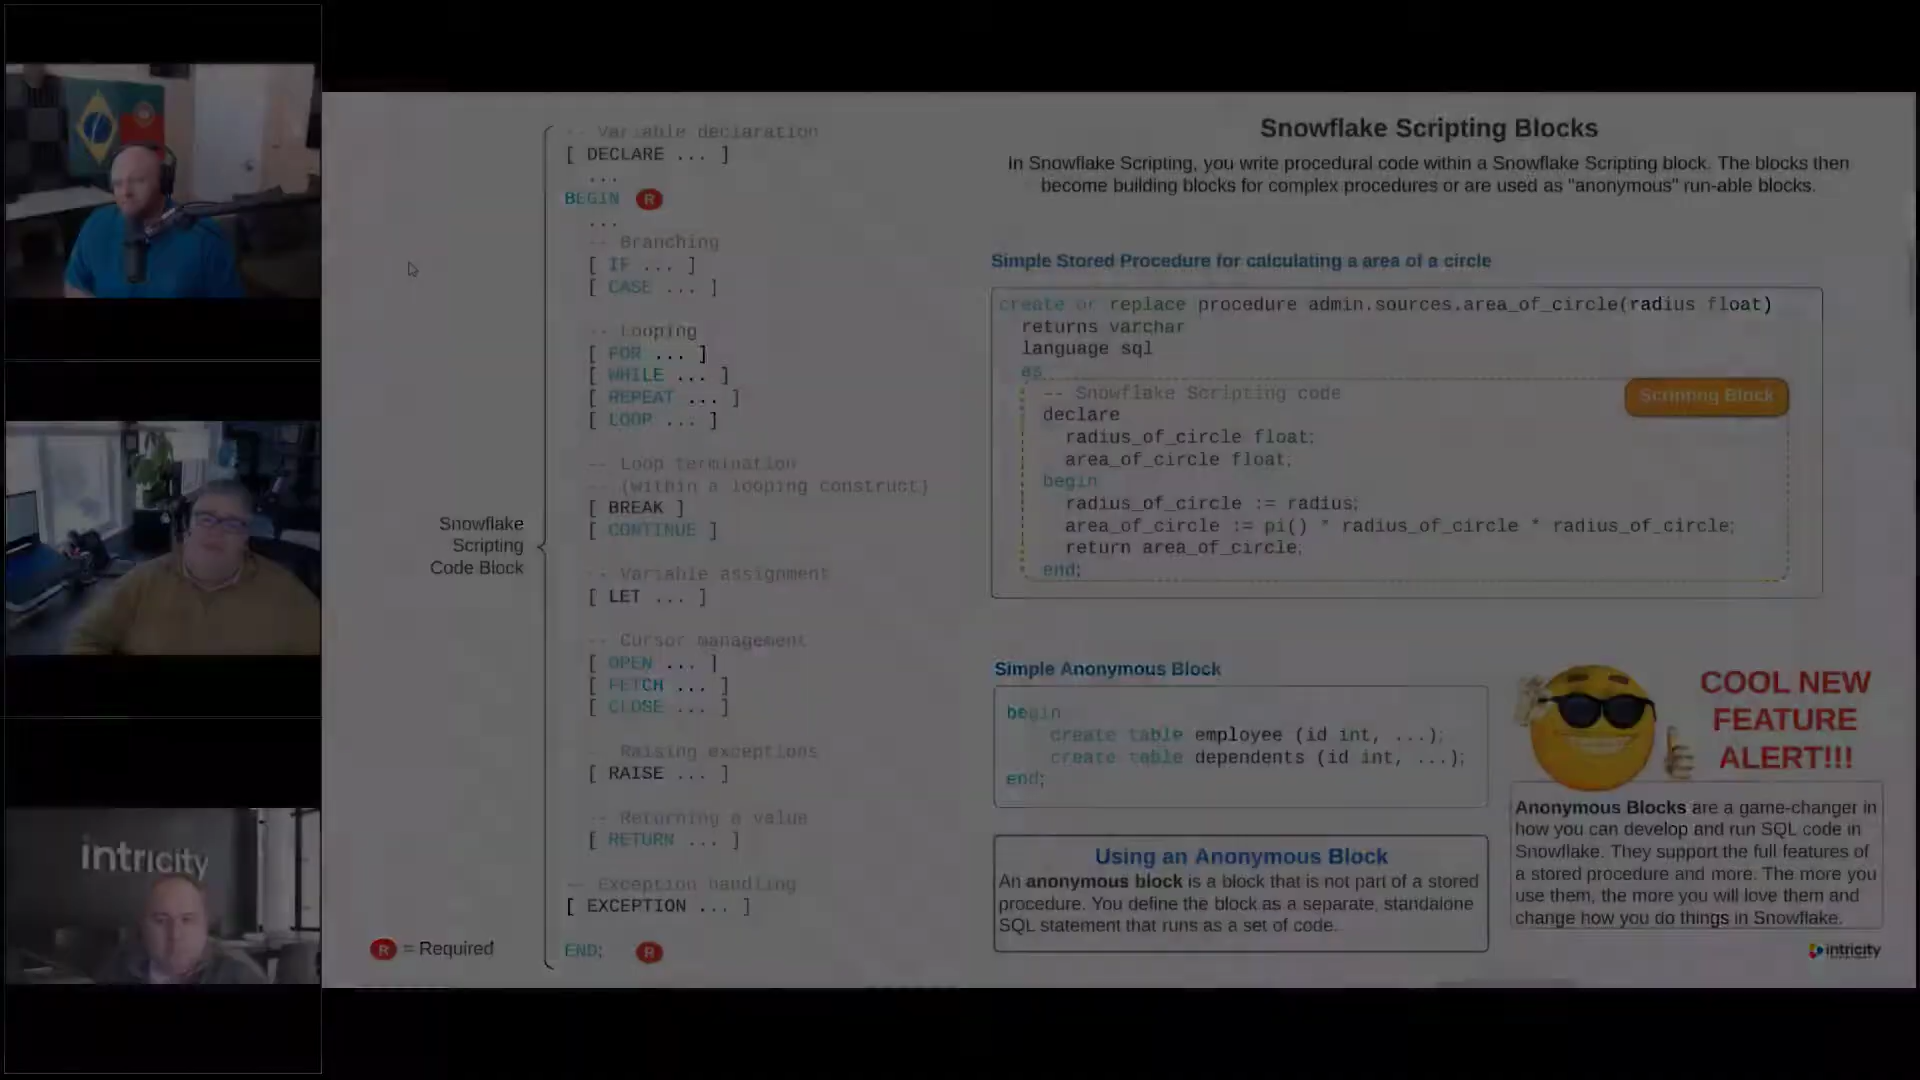 intricity
-- Variable declaration
[ DECLARE ... ]
...
BEGIN R
...
-- Branching
[ IF ... ]
[ CASE ... ]
-- Looping
[ FOR ... ]
[ WHILE ... ]
[ REPEAT ... ]
[ LOOP ... ]
-- Loop termination
-- (within a looping construct)
[ BREAK ]
[ CONTINUE ]
-- Variable assignment
[ LET ... ]
-- Cursor management
[ OPEN ... ]
[ FETCH ... ]
[ CLOSE ... ]
-- Raising exceptions
[ RAISE ... ]
-- Returning a value
[ RETURN ... ]
-- Exception handling
[ EXCEPTION ... ]
END; R
Snowflake
Scripting
Code Block
R = Required
Snowflake Scripting Blocks
In Snowflake Scripting, you write procedural code within a Snowflake Scripting block. The blocks then
become building blocks for complex procedures or are used as "anonymous" run-able blocks.
Simple Stored Procedure for calculating a area of a circle
create or replace procedure admin.sources.area_of_circle(radius float)
returns varchar
language sql
as
-- Snowflake Scripting code
Scripting Block
declare
radius_of_circle float;
area_of_circle float;
begin
radius_of_circle := radius;
area_of_circle := pi() * radius_of_circle * radius_of_circle;
return area_of_circle;
end;
Simple Anonymous Block
begin
create table employee (id int, ...);
create table dependents (id int, ...);
end;
Using an Anonymous Block
An anonymous block is a block that is not part of a stored
procedure. You define the block as a separate, standalone
SQL statement that runs as a set of code.
COOL NEW
FEATURE
ALERT!!!
Anonymous Blocks are a game-changer in
how you can develop and run SQL code in
Snowflake. They support the full features of
a stored procedure and more. The more you
use them, the more you will love them and
change how you do things in Snowflake.
intricity